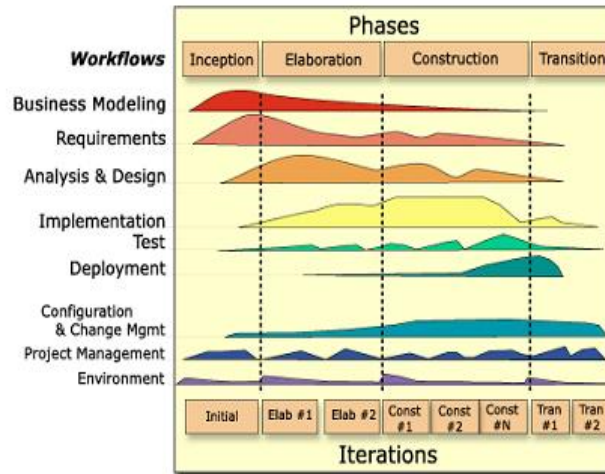 Phases
Workflows
Inception
Elaboration
Construction
Transition
Business Modeling
Requirements
Analysis & Design
Implementation
Test
Deployment
Configuration
& Change Mgmt
Project Management
Environment
Initial
Elab #1
Elab #2
Const
#1
Const
#2
Const
#N
Tran
#1
Tran
#2
Iterations